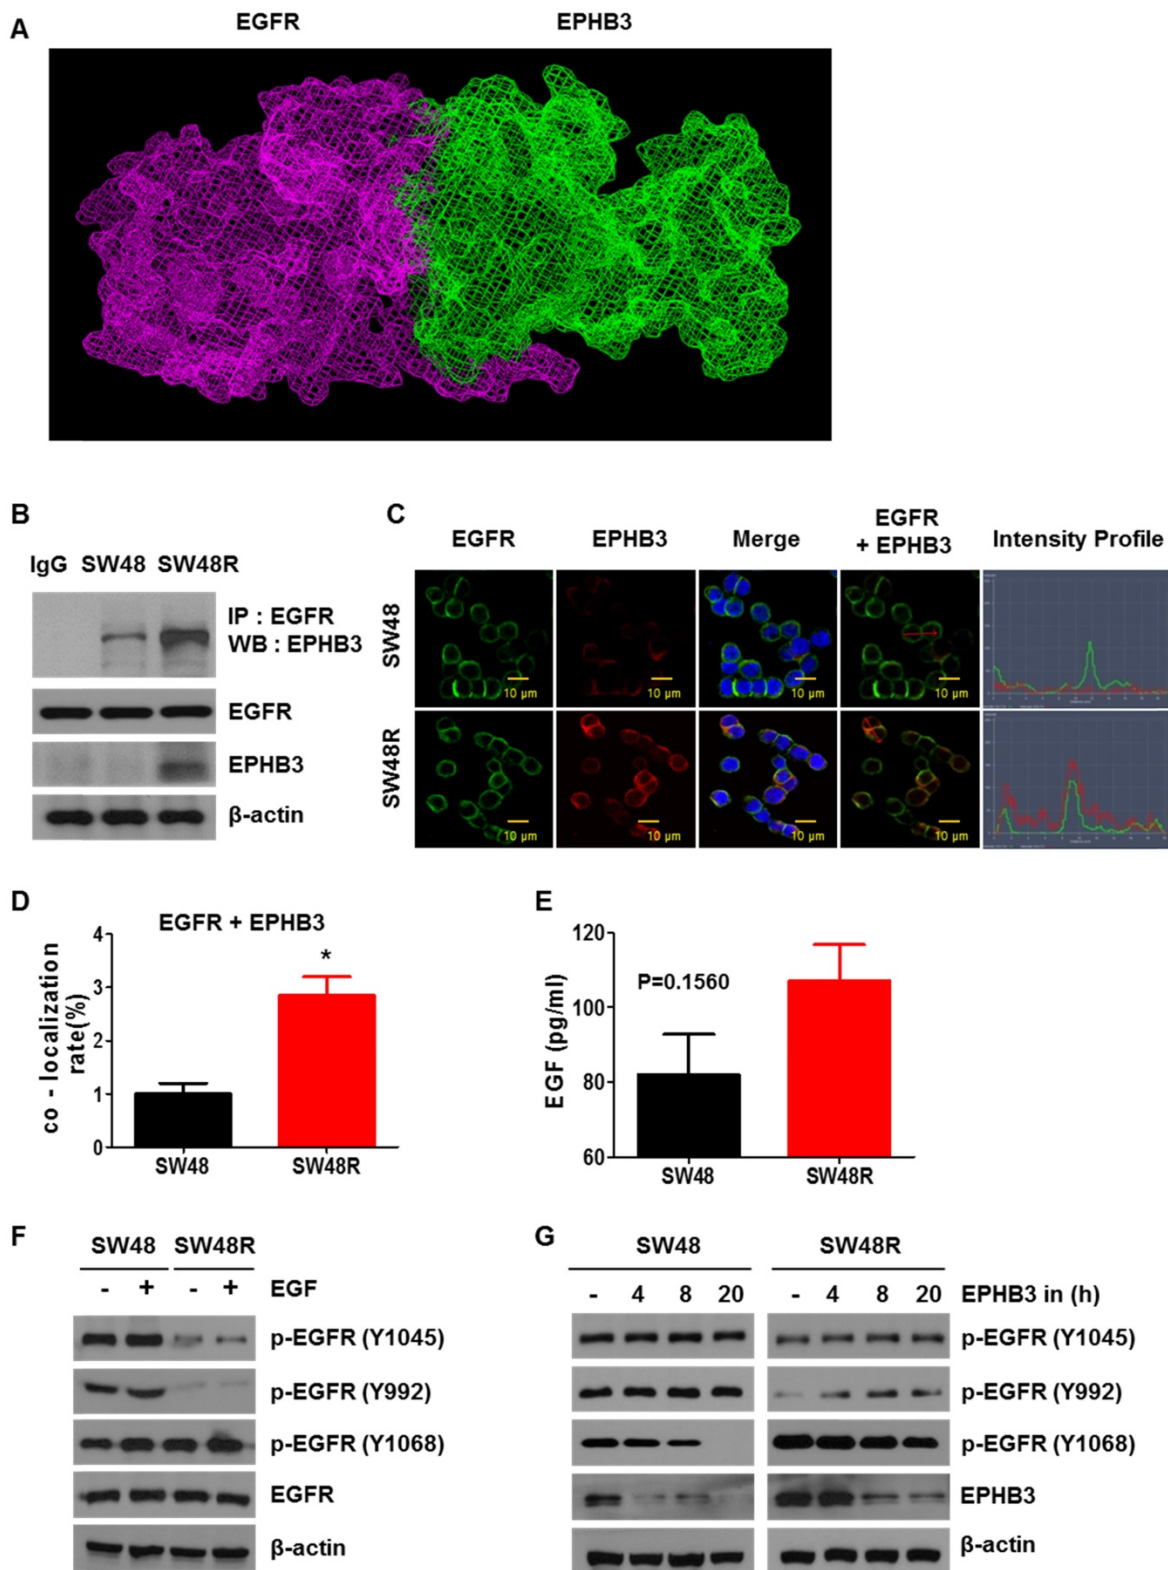 A
EGFR EPHB3
B
IgG SW48 SW48R
IP : EGFR
WB : EPHB3
EGFR
EPHB3
β-actin
C
EGFR EPHB3 Merge EGFR + EPHB3 Intensity Profile
SW48
10 µm 10 µm 10 µm 10 µm
SW48R
10 µm 10 µm 10 µm 10 µm
D
EGFR + EPHB3
co - localization
rate(%)
4
*
3
2
1
0
SW48 SW48R
E
EGF (pg/ml)
120
P=0.1560
100
80
60
SW48 SW48R
F
SW48 SW48R
- + - + EGF
p-EGFR (Y1045)
p-EGFR (Y992)
p-EGFR (Y1068)
EGFR
β-actin
G
SW48 SW48R
- 4 8 20 - 4 8 20 EPHB3 in (h)
p-EGFR (Y1045)
p-EGFR (Y992)
p-EGFR (Y1068)
EPHB3
β-actin